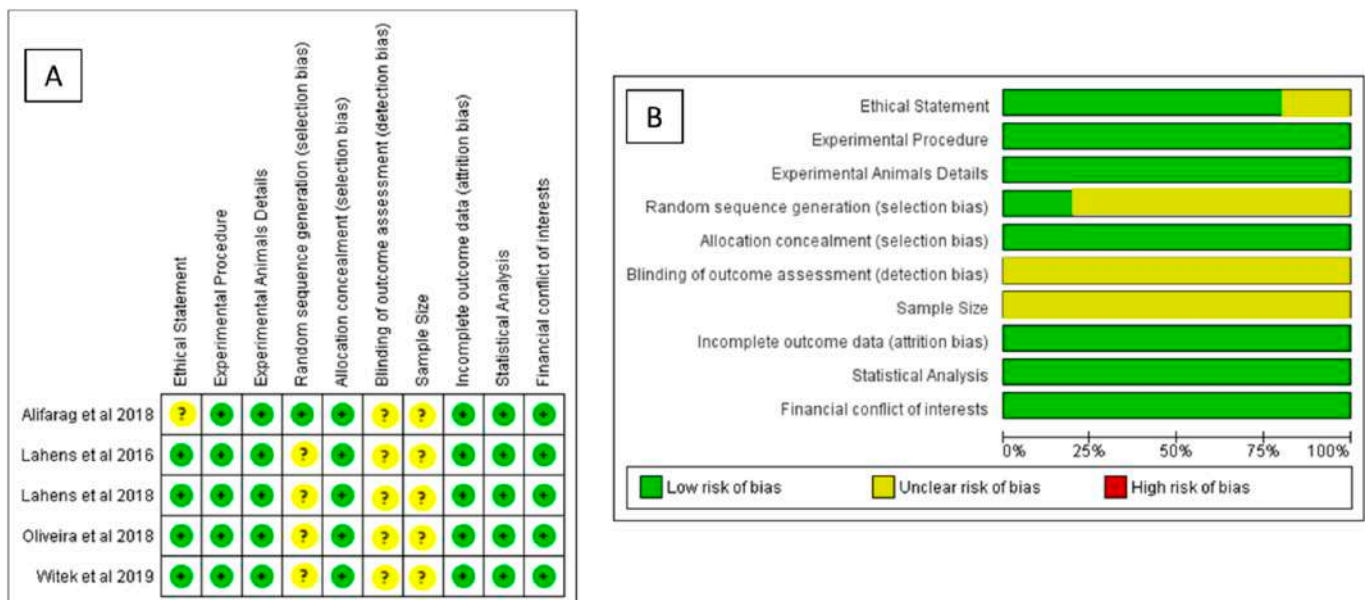 A
Ethical Statement
Experimental Procedure
Experimental Animals Details
Random sequence generation (selection bias)
Allocation concealment (selection bias)
Blinding of outcome assessment (detection bias)
Sample Size
Incomplete outcome data (attrition bias)
Statistical Analysis
Financial conflict of interests
Alifarag et al 2018 ? + + + + ? ? + + +
Lahens et al 2016 + + + ? + ? ? + + +
Lahens et al 2018 + + + ? + ? ? + + +
Oliveira et al 2018 + + + ? + ? ? + + +
Witek et al 2019 + + + ? + ? ? + + +
B
Ethical Statement
Experimental Procedure
Experimental Animals Details
Random sequence generation (selection bias)
Allocation concealment (selection bias)
Blinding of outcome assessment (detection bias)
Sample Size
Incomplete outcome data (attrition bias)
Statistical Analysis
Financial conflict of interests
0% 25% 50% 75% 100%
Low risk of bias Unclear risk of bias High risk of bias